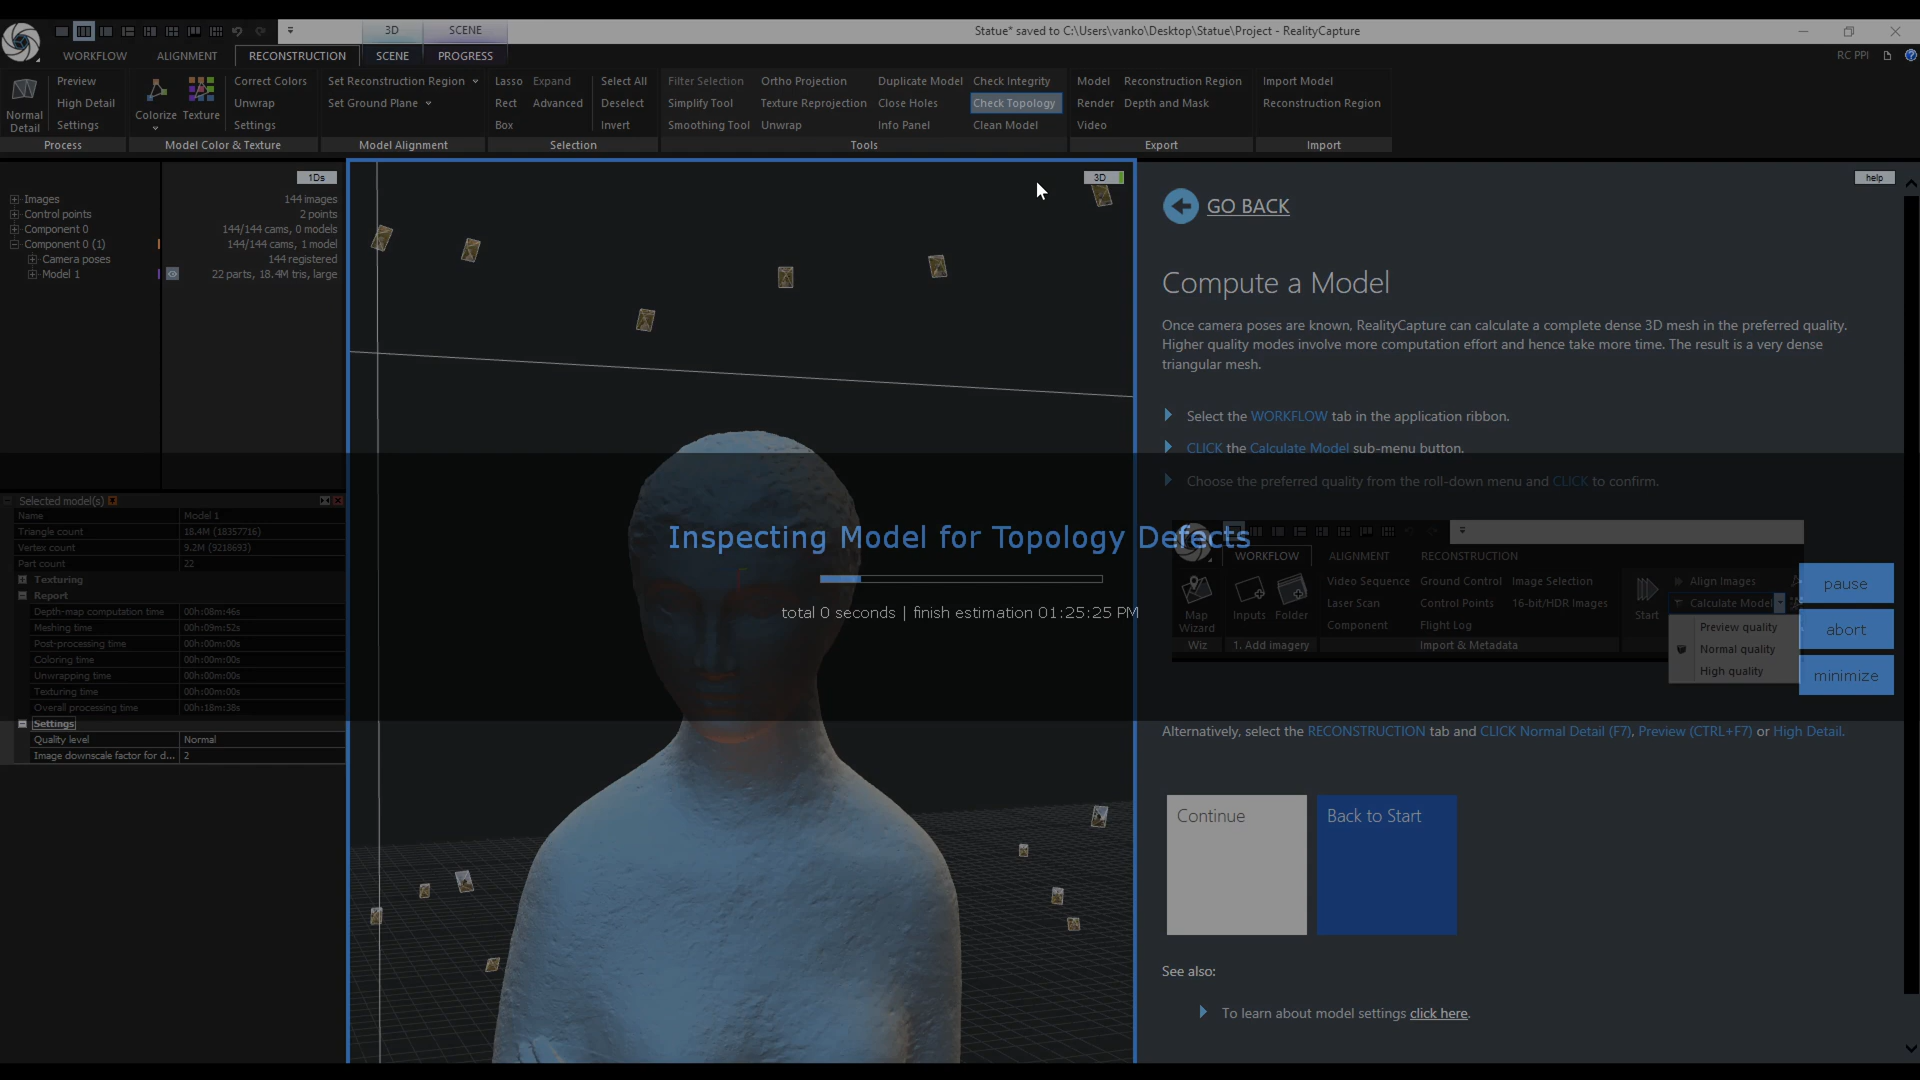 3D SCENE
Statue* saved to C:\Users\vanko\Desktop\Statue\Project - RealityCapture
WORKFLOW ALIGNMENT RECONSTRUCTION SCENE PROGRESS
RC PPI
Preview Correct Colors Set Reconstruction Region Lasso Expand Select All Filter Selection Ortho Projection Duplicate Model Check Integrity Model Reconstruction Region Import Model
High Detail Unwrap Set Ground Plane Rect Advanced Deselect Simplify Tool Texture Reprojection Close Holes Check Topology Render Depth and Mask Reconstruction Region
Normal Detail Settings Colorize Texture Settings Box Invert Smoothing Tool Unwrap Info Panel Clean Model Video
Process Model Color & Texture Model Alignment Selection Tools Export Import
1Ds
Images 144 images
Control points 2 points
Component 0 144/144 cams, 0 models
Component 0 (1) 144/144 cams, 1 model
Camera poses 144 registered
Model 1 22 parts, 18.4M tris, large
Selected model(s)
Name Model 1
Triangle count 18.4M (18357716)
Vertex count 9.2M (9218693)
Part count 22
Texturing
Report
Depth-map computation time 00h:08m:46s
Meshing time 00h:09m:52s
Post-processing time 00h:00m:00s
Coloring time 00h:00m:00s
Unwrapping time 00h:00m:00s
Texturing time 00h:00m:00s
Overall processing time 00h:18m:38s
Settings
Quality level Normal
Image downscale factor for d... 2
3D
Inspecting Model for Topology Defects
total 0 seconds | finish estimation 01:25:25 PM
help
GO BACK
Compute a Model
Once camera poses are known, RealityCapture can calculate a complete dense 3D mesh in the preferred quality.
Higher quality modes involve more computation effort and hence take more time. The result is a very dense
triangular mesh.
Select the WORKFLOW tab in the application ribbon.
CLICK the Calculate Model sub-menu button.
Choose the preferred quality from the roll-down menu and CLICK to confirm.
WORKFLOW ALIGNMENT RECONSTRUCTION
Video Sequence Ground Control Image Selection Align Images
Laser Scan Control Points 16-bit/HDR Images Calculate Model
Map Wizard Inputs Folder Component Flight Log Start
Wiz 1. Add imagery Import & Metadata
Preview quality
Normal quality
High quality
pause
abort
minimize
Alternatively, select the RECONSTRUCTION tab and CLICK Normal Detail (F7), Preview (CTRL+F7) or High Detail.
Continue Back to Start
See also:
To learn about model settings click here.